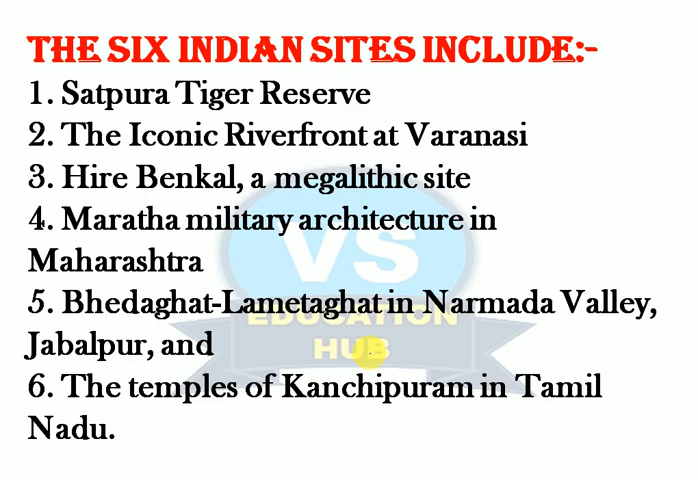 THE SIX INDIAN SITES INCLUDE:-
1. Satpura Tiger Reserve
2. The Iconic Riverfront at Varanasi
3. Hire Benkal, a megalithic site
4. Maratha military architecture in
Maharashtra
5. Bhedaghat-Lametaghat in Narmada Valley,
Jabalpur, and
6. The temples of Kanchipuram in Tamil
Nadu.
VS
EDUCATION
HUB